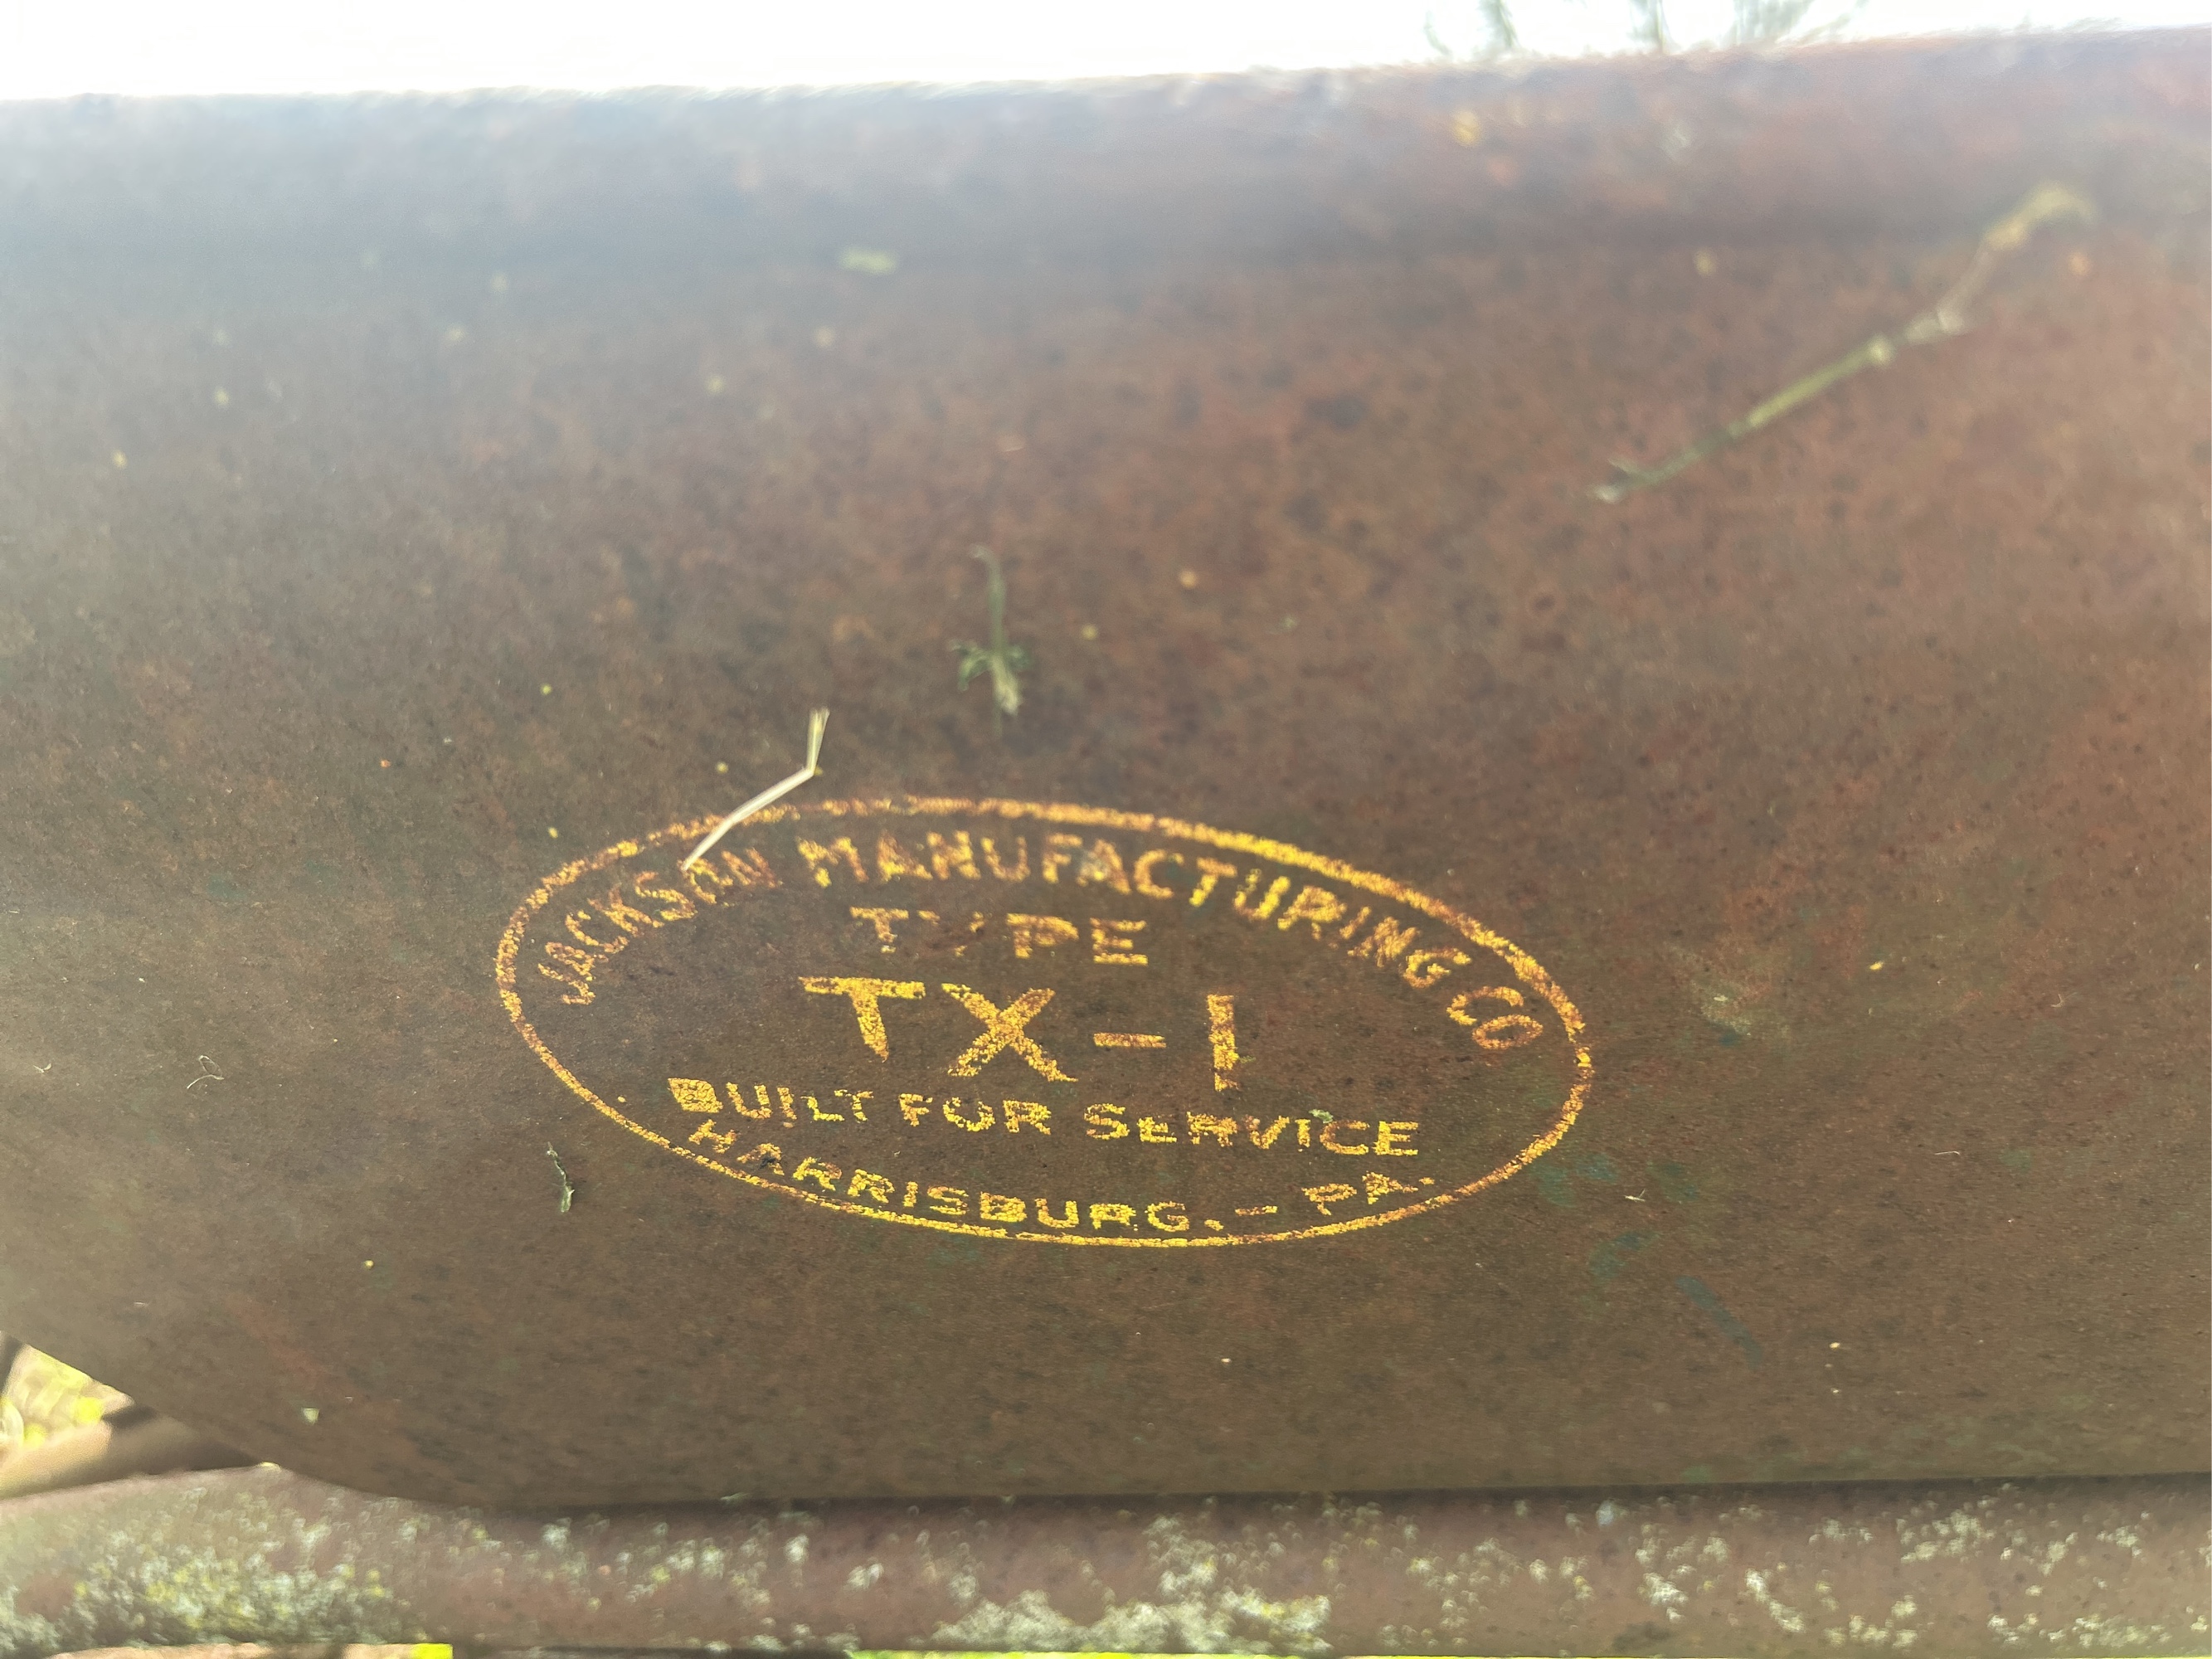 JACKSON MANUFACTURING CO
TYPE
TX-1
BUILT FOR SERVICE
HARRISBURG.-PA.